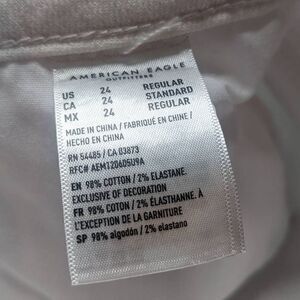 AMERICAN EAGLE
OUTFITTERS
US 24 REGULAR
CA 24 STANDARD
MX 24 REGULAR
MADE IN CHINA / FABRIQUÉ EN CHINE /
HECHO EN CHINA
RN 54485 / CA 03873
RFC# AEM120605U9A
EN 98% COTTON / 2% ELASTANE.
EXCLUSIVE OF DECORATION
FR 98% COTON / 2% ÉLASTHANNE. À
L'EXCEPTION DE LA GARNITURE
SP 98% algodón / 2% elastano